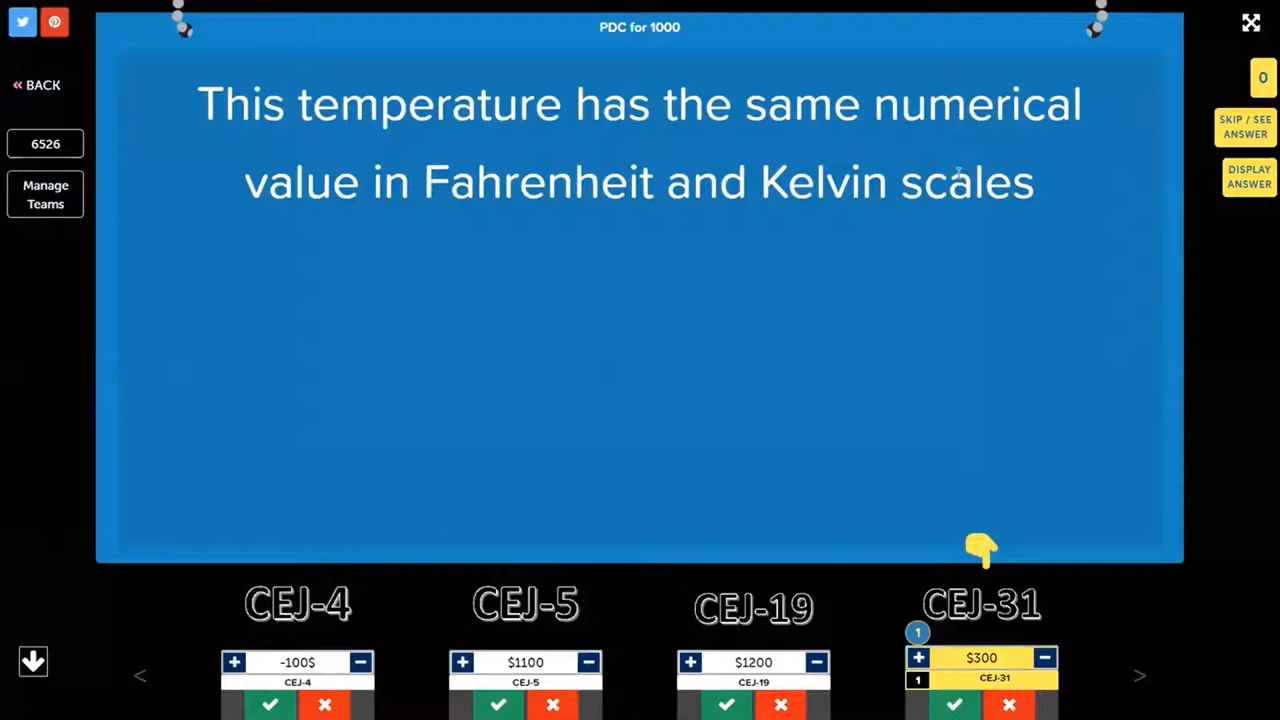 PDC for 1000
« BACK
0
This temperature has the same numerical
value in Fahrenheit and Kelvin scales
SKIP / SEE
ANSWER
6526
DISPLAY
ANSWER
Manage
Teams
CEJ-4
CEJ-5
CEJ-19
CEJ-31
1
+ -100$ −
CEJ-4
+ $1100 −
CEJ-5
+ $1200 −
CEJ-19
+ $300 −
1 CEJ-31
< >